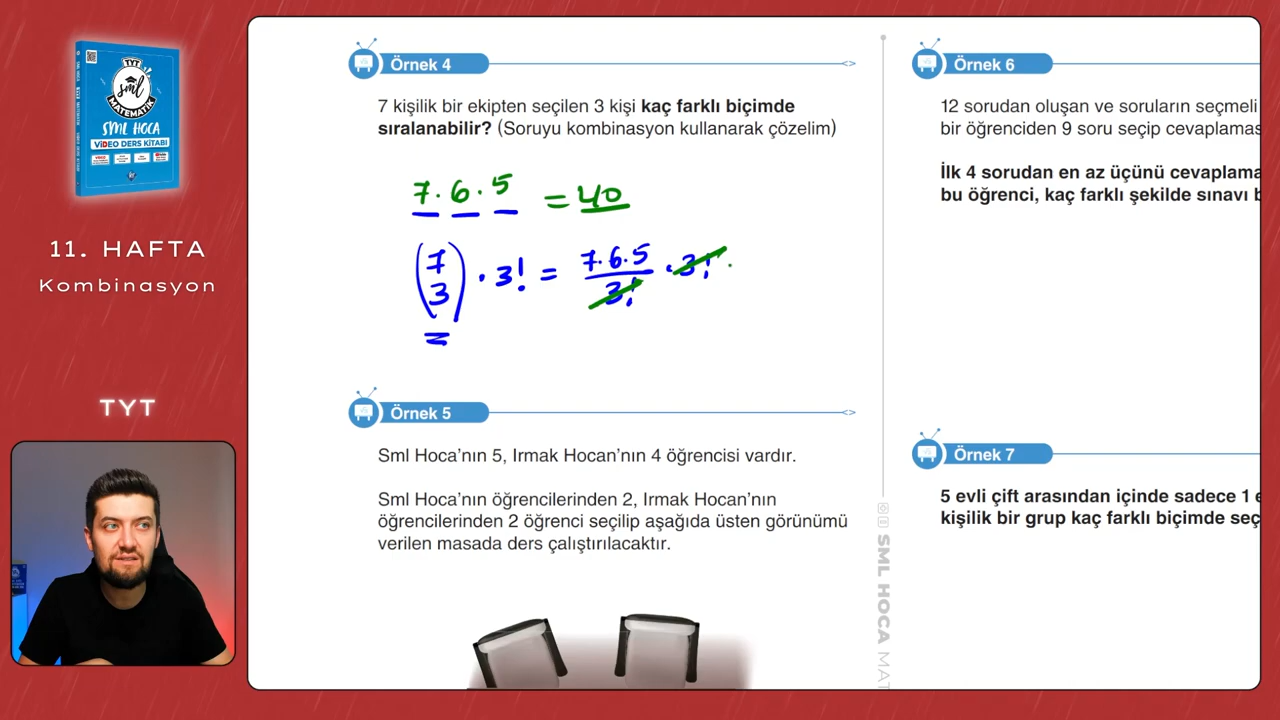 TYT
sml
MATEMATİK
SML HOCA
VİDEO DERS KİTABI
11. HAFTA
Kombinasyon
TYT
Örnek 4
7 kişilik bir ekipten seçilen 3 kişi kaç farklı biçimde
sıralanabilir? (Soruyu kombinasyon kullanarak çözelim)
7 . 6 . 5 = 40
(7 3) . 3! = 7.6.5 / 3! . 3!
Örnek 5
Sml Hoca'nın 5, Irmak Hocan'nın 4 öğrencisi vardır.
Sml Hoca'nın öğrencilerinden 2, Irmak Hocan'nın
öğrencilerinden 2 öğrenci seçilip aşağıda üsten görünümü
verilen masada ders çalıştırılacaktır.
SML HOCA MAT
Örnek 6
12 sorudan oluşan ve soruların seçmeli
bir öğrenciden 9 soru seçip cevaplamas
İlk 4 sorudan en az üçünü cevaplama
bu öğrenci, kaç farklı şekilde sınavı b
Örnek 7
5 evli çift arasından içinde sadece 1 e
kişilik bir grup kaç farklı biçimde seç